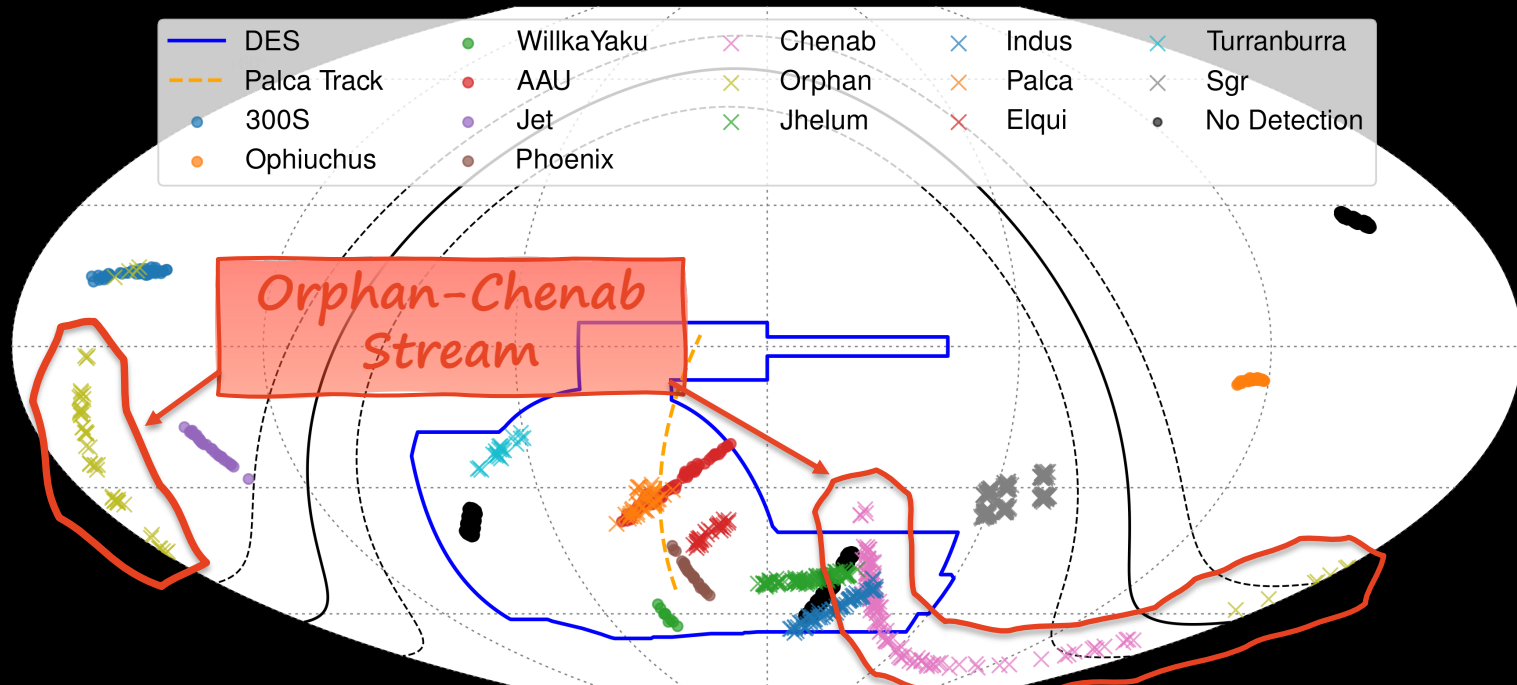 DES
Palca Track
300S
Ophiuchus
WillkaYaku
AAU
Jet
Phoenix
Chenab
Orphan
Jhelum
Indus
Palca
Elqui
Turranburra
Sgr
No Detection
Orphan-Chenab
Stream